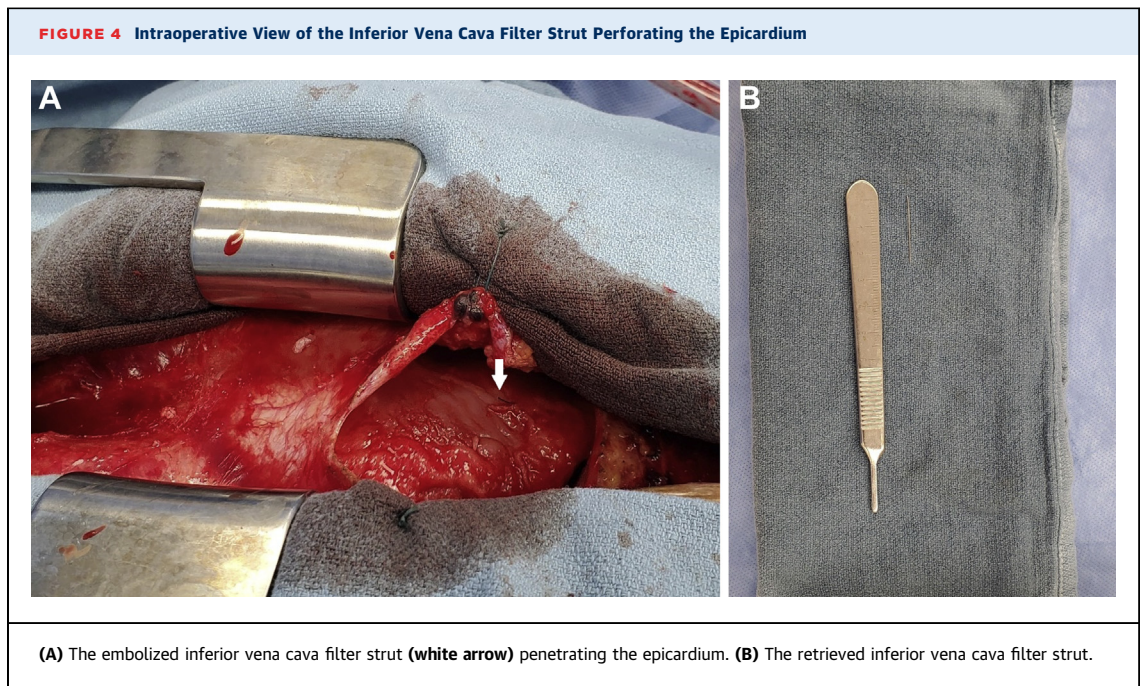 FIGURE 4 Intraoperative View of the Inferior Vena Cava Filter Strut Perforating the Epicardium
A
B
(A) The embolized inferior vena cava filter strut (white arrow) penetrating the epicardium. (B) The retrieved inferior vena cava filter strut.